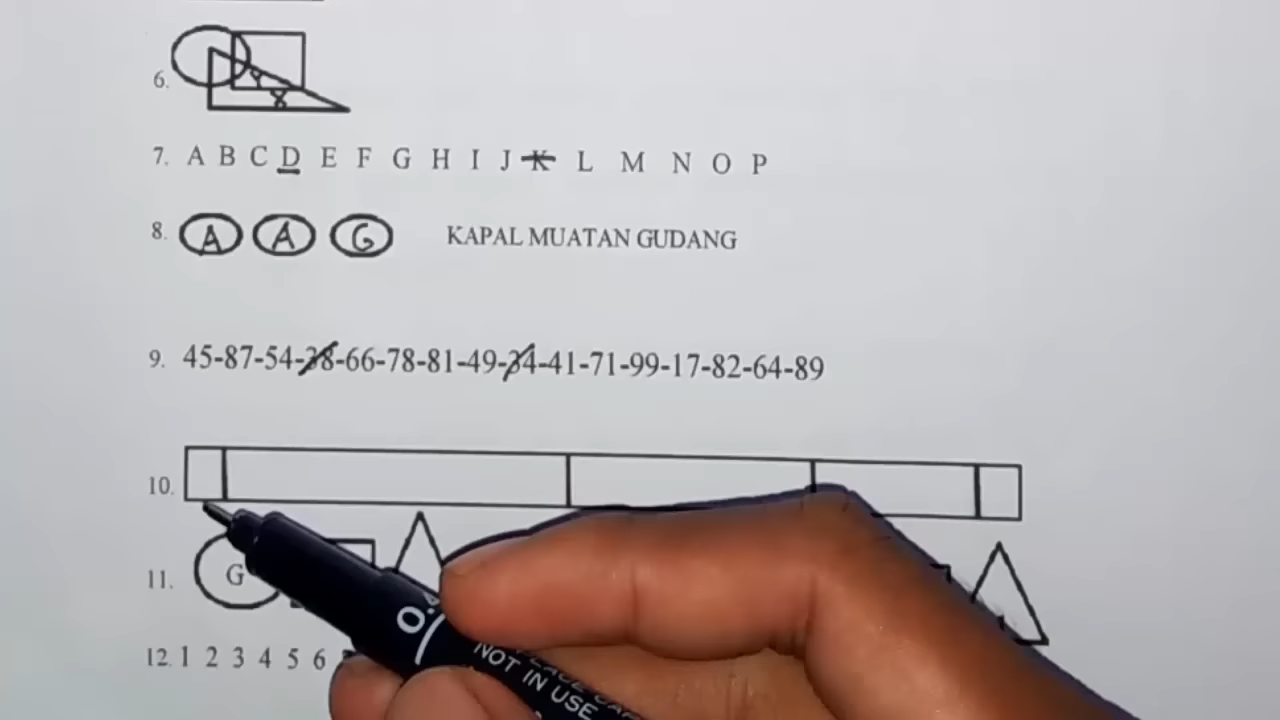 6. Y
X
7. A B C D E F G H I J K L M N O P
8. A A G KAPAL MUATAN GUDANG
9. 45-87-54-38-66-78-81-49-34-41-71-99-17-82-64-89
10.
11. G
12. 1 2 3 4 5 6
0.
NOT IN USE